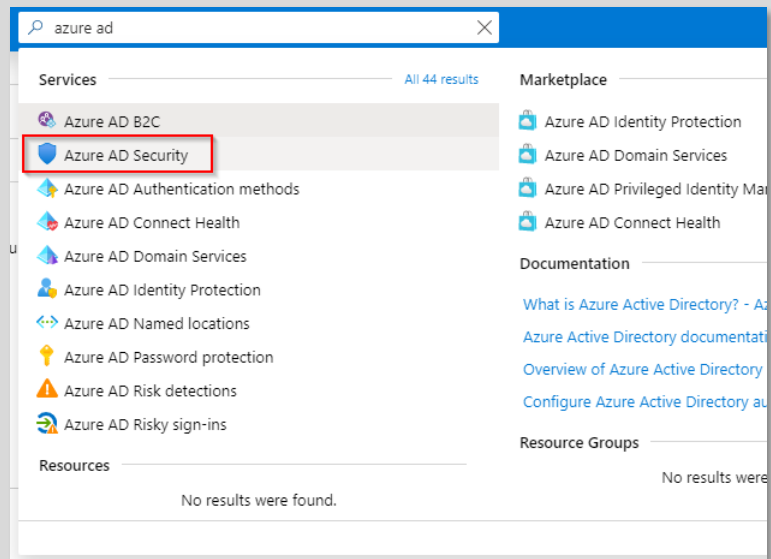 azure ad
Services
All 44 results
Azure AD B2C
Azure AD Security
Azure AD Authentication methods
Azure AD Connect Health
Azure AD Domain Services
Azure AD Identity Protection
Azure AD Named locations
Azure AD Password protection
Azure AD Risk detections
Azure AD Risky sign-ins
Resources
No results were found.
Marketplace
Azure AD Identity Protection
Azure AD Domain Services
Azure AD Privileged Identity Ma
Azure AD Connect Health
Documentation
What is Azure Active Directory? - Az
Azure Active Directory documentati
Overview of Azure Active Directory
Configure Azure Active Directory au
Resource Groups
No results were